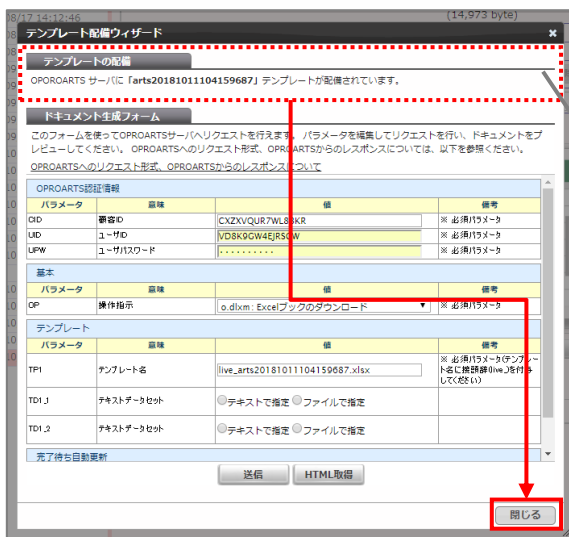 /17 14:12:46
(14,973 byte)
テンプレート配備ウィザード
×
テンプレートの配備
OPOROARTS サーバに「arts20181011104159687」テンプレートが配備されています。
ドキュメント生成フォーム
このフォームを使ってOPROARTSサーバへリクエストを行えます。 パラメータを編集してリクエストを行い、ドキュメントをプ
レビューしてください。 OPROARTSへのリクエスト形式、OPROARTSからのレスポンスについては、以下を参照ください。
OPROARTSへのリクエスト形式、OPROARTSからのレスポンスについて
OPROARTS認証情報
パラメータ 意味 値 備考
CID 顧客ID CXZXVQUR7WL83KR ※ 必須パラメータ
UID ユーザID VD8K9GW4EJRSGW ※ 必須パラメータ
UPW ユーザパスワード ・・・・・・・・・・ ※ 必須パラメータ
基本
パラメータ 意味 値 備考
OP 操作指示 o.dlxm: Excelブックのダウンロード ▼ ※ 必須パラメータ
テンプレート
パラメータ 意味 値 備考
TP1 テンプレート名 live_arts20181011104159687.xlsx ※ 必須パラメータ(テンプレー
ト名に接頭辞「live_」を付与
してください)
TD1_1 テキストデータセット テキストで指定 ファイルで指定
TD1_2 テキストデータセット テキストで指定 ファイルで指定
完了待ち自動更新
送信 HTML取得
閉じる